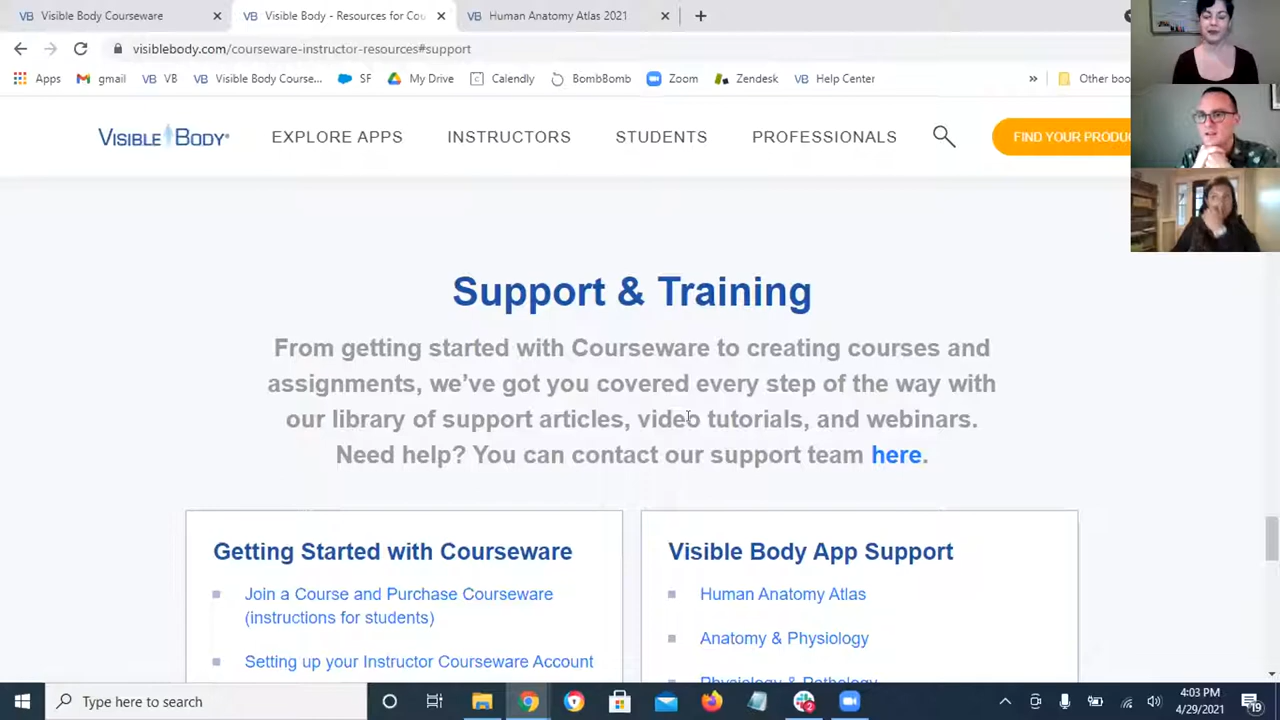 Visible Body Courseware
Visible Body - Resources for Cou
Human Anatomy Atlas 2021
visiblebody.com/courseware-instructor-resources#support
Apps
gmail
VB
Visible Body Course...
SF
My Drive
Calendly
BombBomb
Zoom
Zendesk
Help Center
»
Other boo
VISIBLE BODY®
EXPLORE APPS
INSTRUCTORS
STUDENTS
PROFESSIONALS
FIND YOUR PRODU
Support & Training
From getting started with Courseware to creating courses and
assignments, we've got you covered every step of the way with
our library of support articles, video tutorials, and webinars.
Need help? You can contact our support team here.
Getting Started with Courseware
Join a Course and Purchase Courseware
(instructions for students)
Setting up your Instructor Courseware Account
Visible Body App Support
Human Anatomy Atlas
Anatomy & Physiology
Physiology & Pathology
Type here to search
4:03 PM
4/29/2021
19